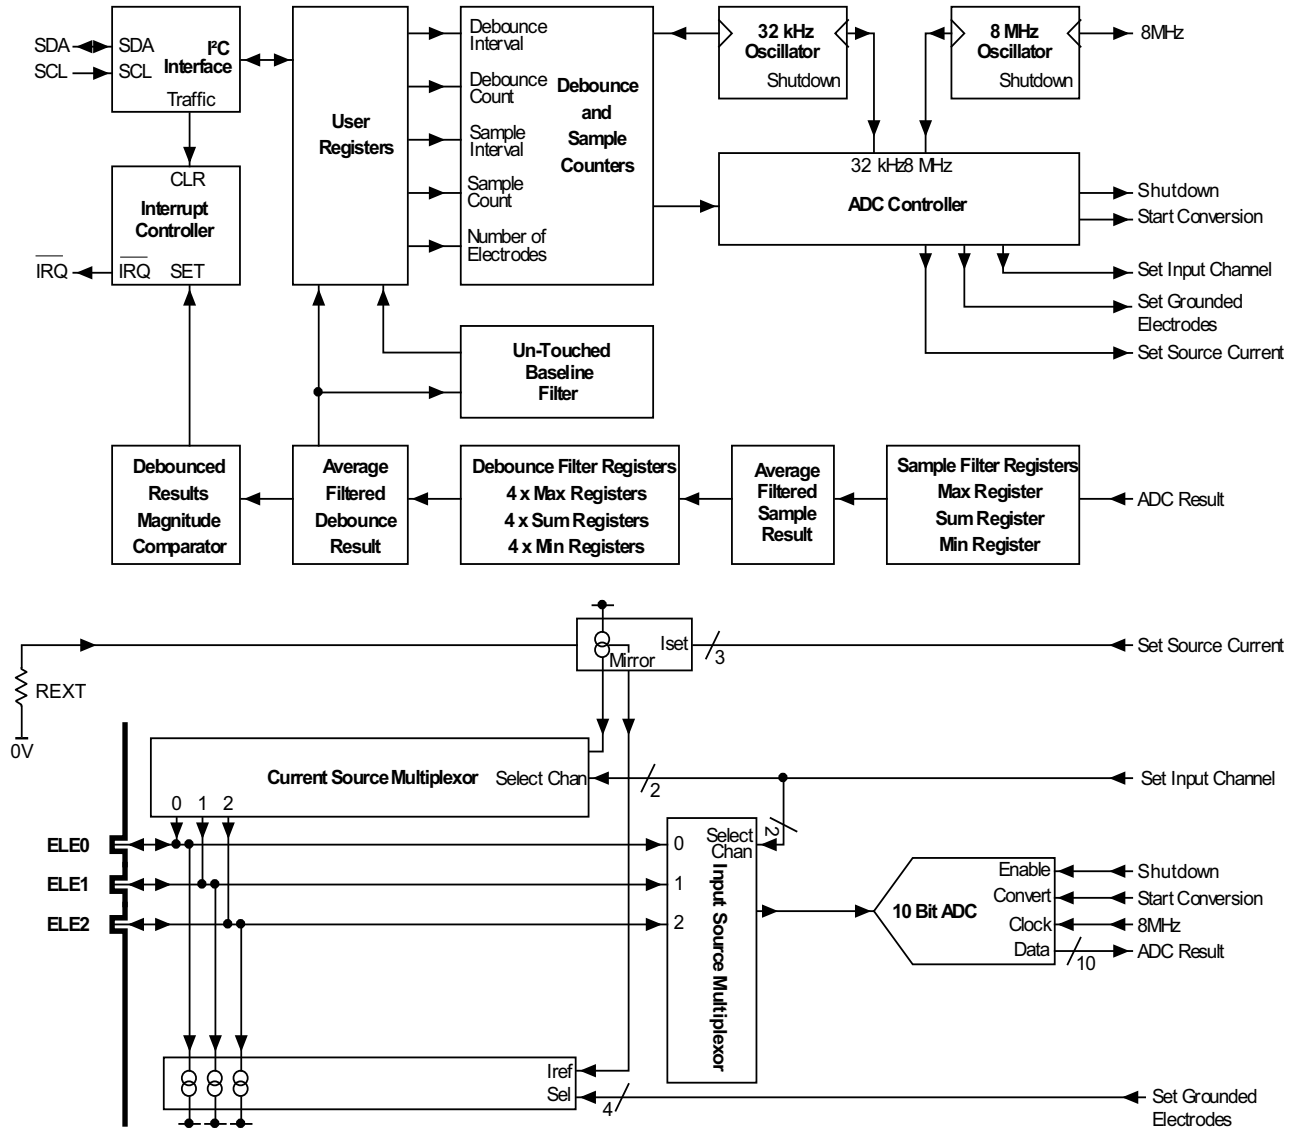 SDA
SCL
SDA
SCL
I²C
Interface
Traffic
CLR
Interrupt
Controller
IRQ
IRQ
SET
User
Registers
Debounce
Interval
Debounce
Count
Sample
Interval
Sample
Count
Number of
Electrodes
Debounce
and
Sample
Counters
32 kHz
Oscillator
Shutdown
8 MHz
Oscillator
Shutdown
8MHz
32 kHz
8 MHz
ADC Controller
Shutdown
Start Conversion
Set Input Channel
Set Grounded
Electrodes
Set Source Current
Un-Touched
Baseline
Filter
Debounced
Results
Magnitude
Comparator
Average
Filtered
Debounce
Result
Debounce Filter Registers
4 x Max Registers
4 x Sum Registers
4 x Min Registers
Average
Filtered
Sample
Result
Sample Filter Registers
Max Register
Sum Register
Min Register
ADC Result
Iset
Mirror
3
Set Source Current
REXT
0V
Current Source Multiplexor
Select Chan
2
Set Input Channel
0 1 2
ELE0
ELE1
ELE2
0
1
2
Select
Chan
2
Input Source Multiplexor
10 Bit ADC
Enable
Convert
Clock
Data
10
Shutdown
Start Conversion
8MHz
ADC Result
Iref
Sel
4
Set Grounded
Electrodes